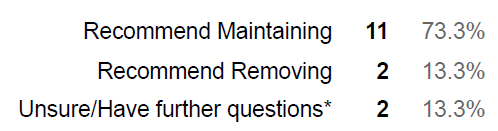 Recommend Maintaining 11 73.3%
Recommend Removing 2 13.3%
Unsure/Have further questions* 2 13.3%